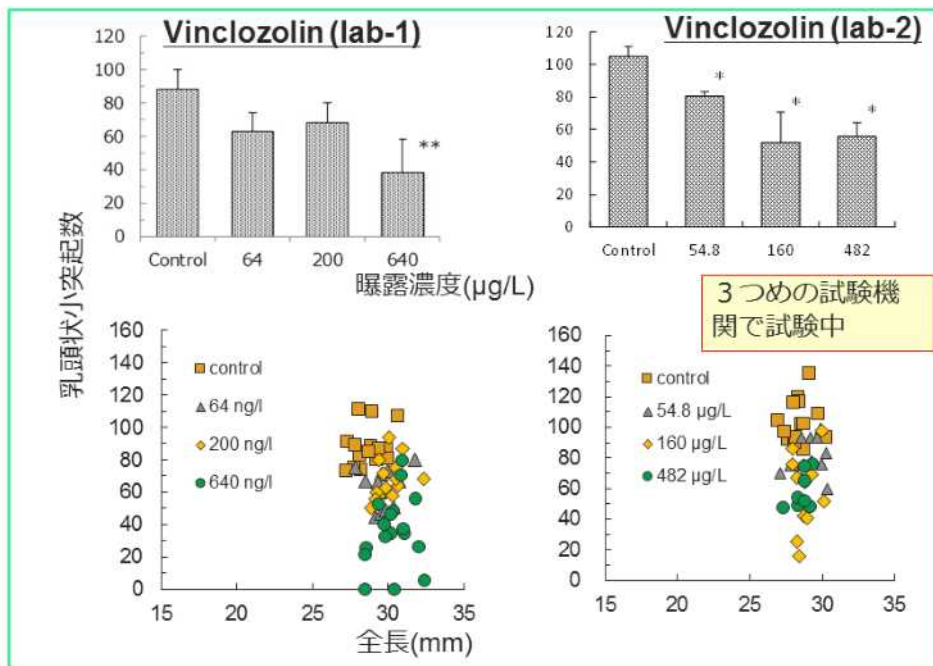 Vinclozolin (lab-1)
120
100
80
60
40
20
0
**
Control 64 200 640
Vinclozolin (lab-2)
120
100
80
60
40
20
0
*
*
*
Control 54.8 160 482
曝露濃度(µg/L)
乳頭状小突起数
3つめの試験機
関で試験中
160
140
120
100
80
60
40
20
0
control
64 ng/l
200 ng/l
640 ng/l
15 20 25 30 35
160
140
120
100
80
60
40
20
0
control
54.8 µg/L
160 µg/L
482 µg/L
15 20 25 30 35
全長(mm)